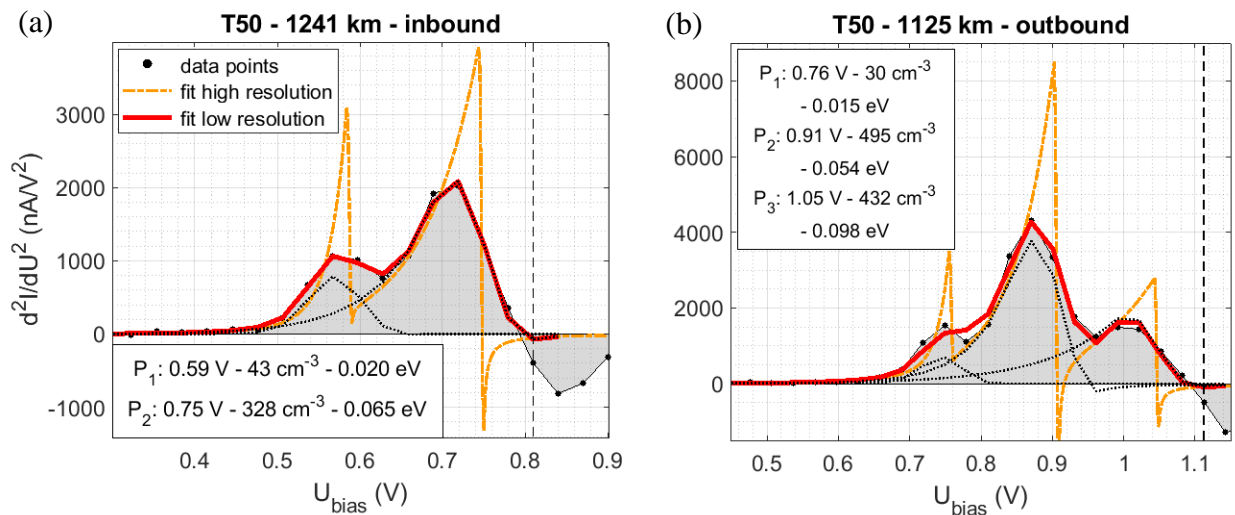 (a)
T50 - 1241 km - inbound
data points
fit high resolution
fit low resolution
3000
2000
1000
0
-1000
d²I/dU² (nA/V²)
P₁: 0.59 V - 43 cm⁻³ - 0.020 eV
P₂: 0.75 V - 328 cm⁻³ - 0.065 eV
0.4 0.5 0.6 0.7 0.8 0.9
U_bias (V)
(b)
T50 - 1125 km - outbound
P₁: 0.76 V - 30 cm⁻³
- 0.015 eV
P₂: 0.91 V - 495 cm⁻³
- 0.054 eV
P₃: 1.05 V - 432 cm⁻³
- 0.098 eV
8000
6000
4000
2000
0
0.5 0.6 0.7 0.8 0.9 1 1.1
U_bias (V)